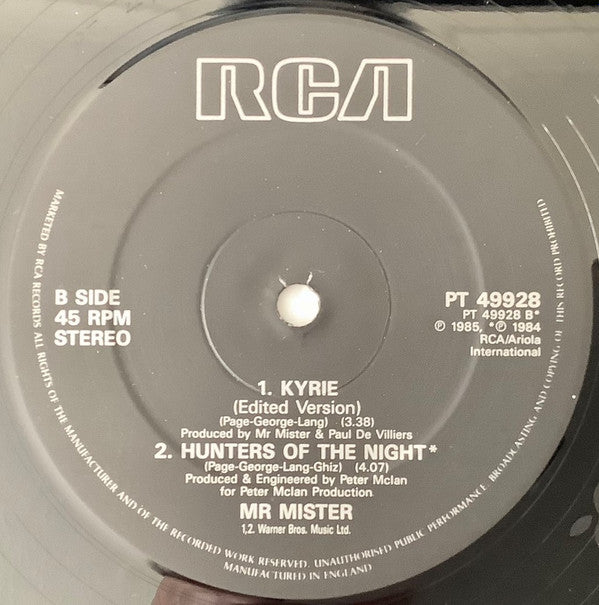 RCA
B SIDE
45 RPM
STEREO
PT 49928
PT 49928 B*
℗ 1985, *℗ 1984
RCA/Ariola
International
1. KYRIE
(Edited Version)
(Page-George-Lang) (3.38)
Produced by Mr Mister & Paul De Villiers
2. HUNTERS OF THE NIGHT*
(Page-George-Lang-Ghiz) (4.07)
Produced & Engineered by Peter McIan
for Peter McIan Production
MR MISTER
1,2. Warner Bros. Music Ltd.
MARKETED BY RCA RECORDS. ALL RIGHTS OF THE MANUFACTURER AND OF THE RECORDED WORK RESERVED. UNAUTHORISED PUBLIC PERFORMANCE, BROADCASTING AND COPYING OF THIS RECORD PROHIBITED
MANUFACTURED IN ENGLAND